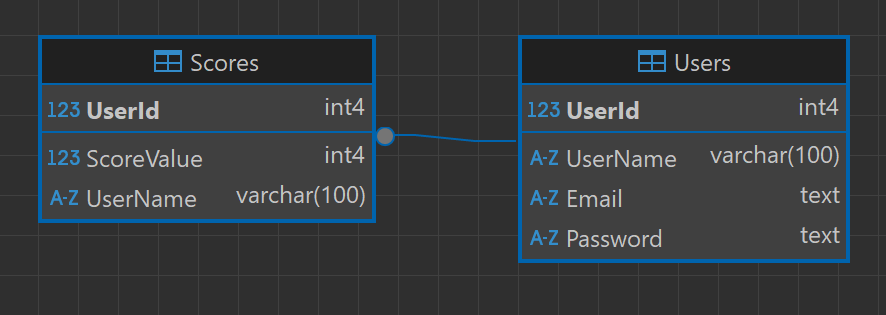 Scores
123 UserId int4
123 ScoreValue int4
A-Z UserName varchar(100)
Users
123 UserId int4
A-Z UserName varchar(100)
A-Z Email text
A-Z Password text